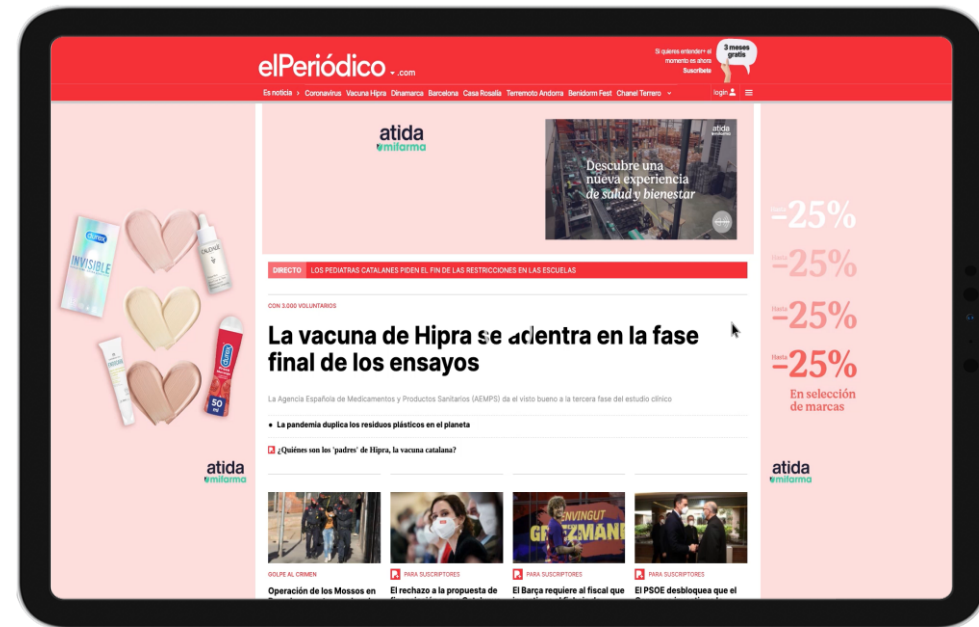 elPeriódico .com
Si quieres entender+ el
momento es ahora
Suscríbete
3 meses
gratis
Es noticia > Coronavirus Vacuna Hipra Dinamarca Barcelona Casa Rosalía Terremoto Andorra Benidorm Fest Chanel Terrero
login
atida
mifarma
atida
Descubre una
nueva experiencia
de salud y bienestar
durex
INVISIBLE
durex
50
ml
atida
mifarma
-25%
-25%
Hasta
-25%
Hasta
-25%
En selección
de marcas
atida
mifarma
DIRECTO LOS PEDIATRAS CATALANES PIDEN EL FIN DE LAS RESTRICCIONES EN LAS ESCUELAS
CON 3.000 VOLUNTARIOS
La vacuna de Hipra se adentra en la fase
final de los ensayos
La Agencia Española de Medicamentos y Productos Sanitarios (AEMPS) da el visto bueno a la tercera fase del estudio clínico
• La pandemia duplica los residuos plásticos en el planeta
¿Quiénes son los 'padres' de Hipra, la vacuna catalana?
GOLPE AL CRIMEN
Operación de los Mossos en
PARA SUSCRIPTORES
El rechazo a la propuesta de
PARA SUSCRIPTORES
El Barça requiere al fiscal que
PARA SUSCRIPTORES
El PSOE desbloquea que el